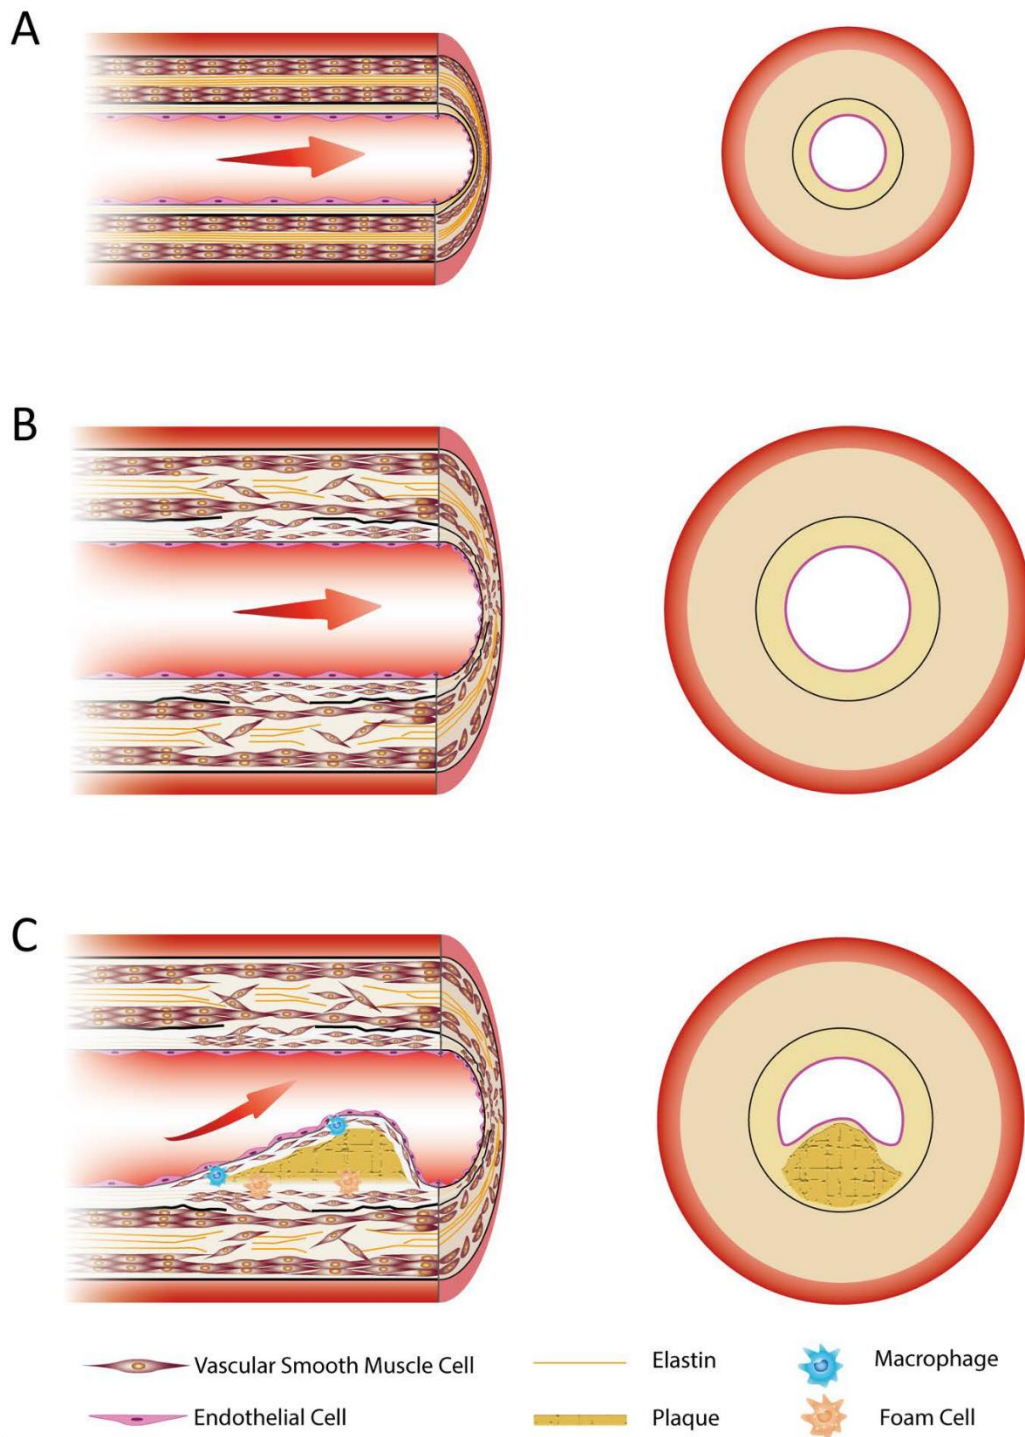 A
B
C
Vascular Smooth Muscle Cell
Elastin
Macrophage
Endothelial Cell
Plaque
Foam Cell